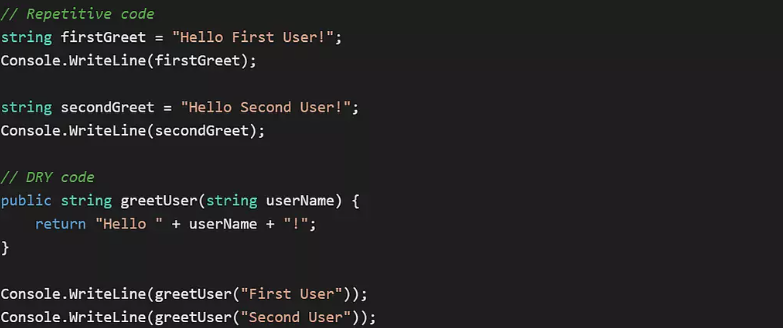 // Repetitive code
string firstGreet = "Hello First User!";
Console.WriteLine(firstGreet);
string secondGreet = "Hello Second User!";
Console.WriteLine(secondGreet);
// DRY code
public string greetUser(string userName) {
    return "Hello " + userName + "!";
}
Console.WriteLine(greetUser("First User"));
Console.WriteLine(greetUser("Second User"));